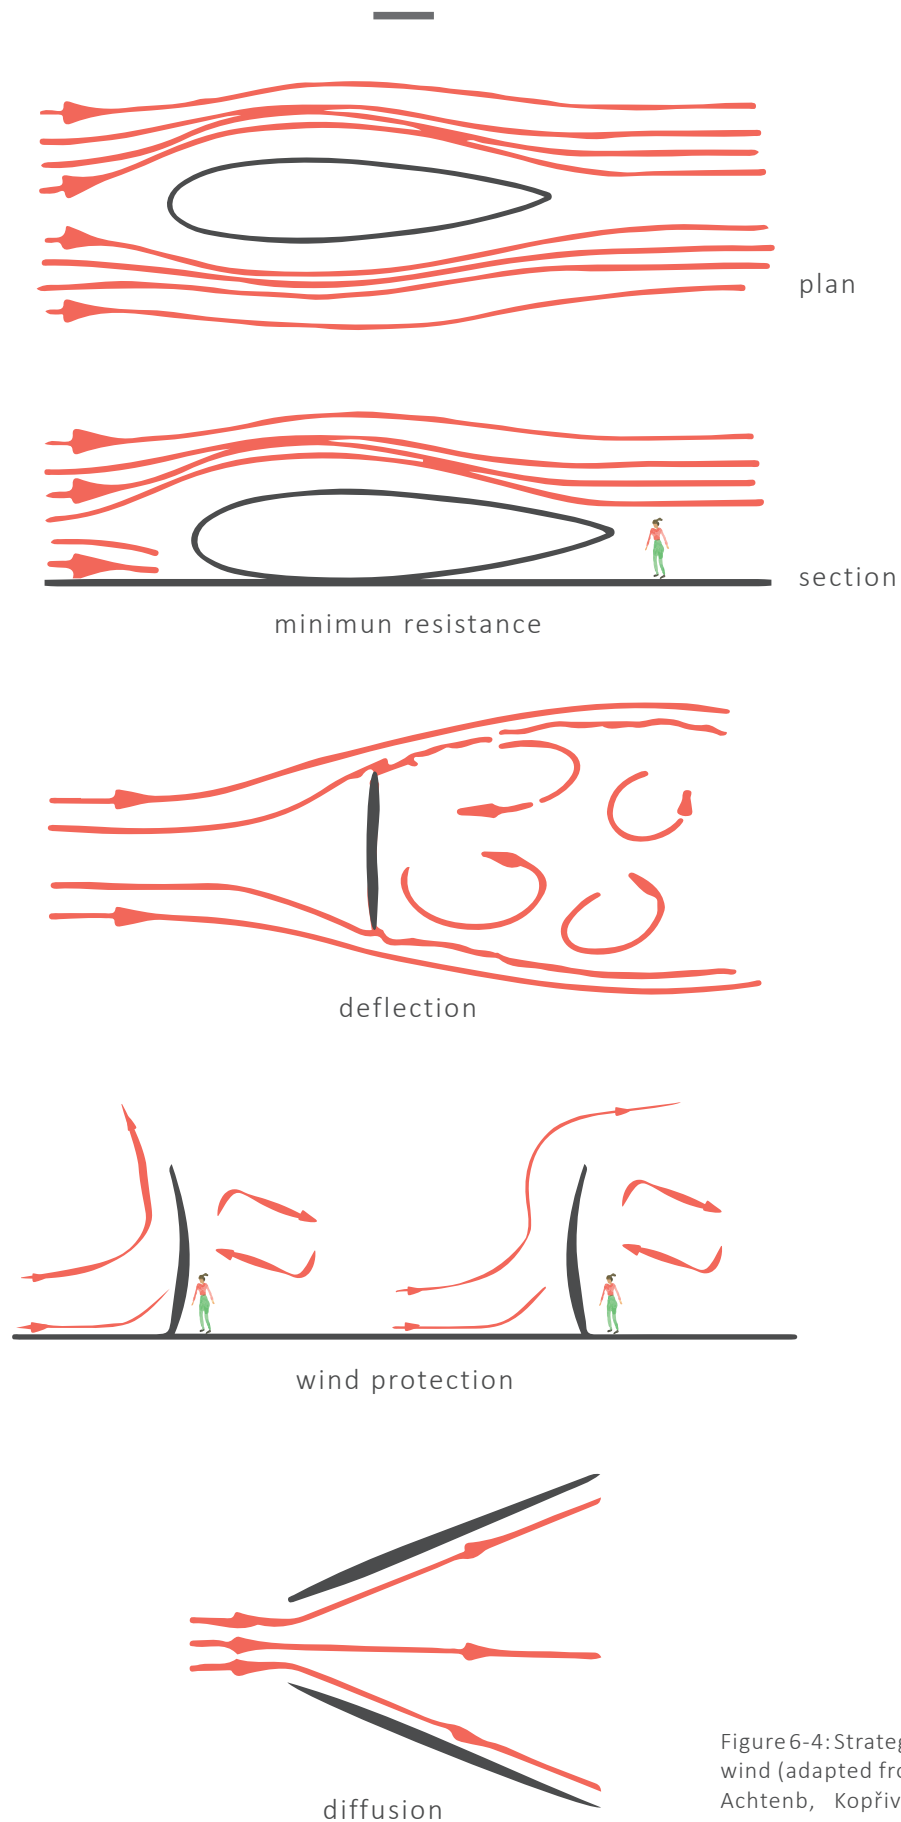 plan
section
minimun resistance
deflection
wind protection
diffusion
Figure 6-4: Strateg
wind (adapted fro
Achtenb, Kopřiv